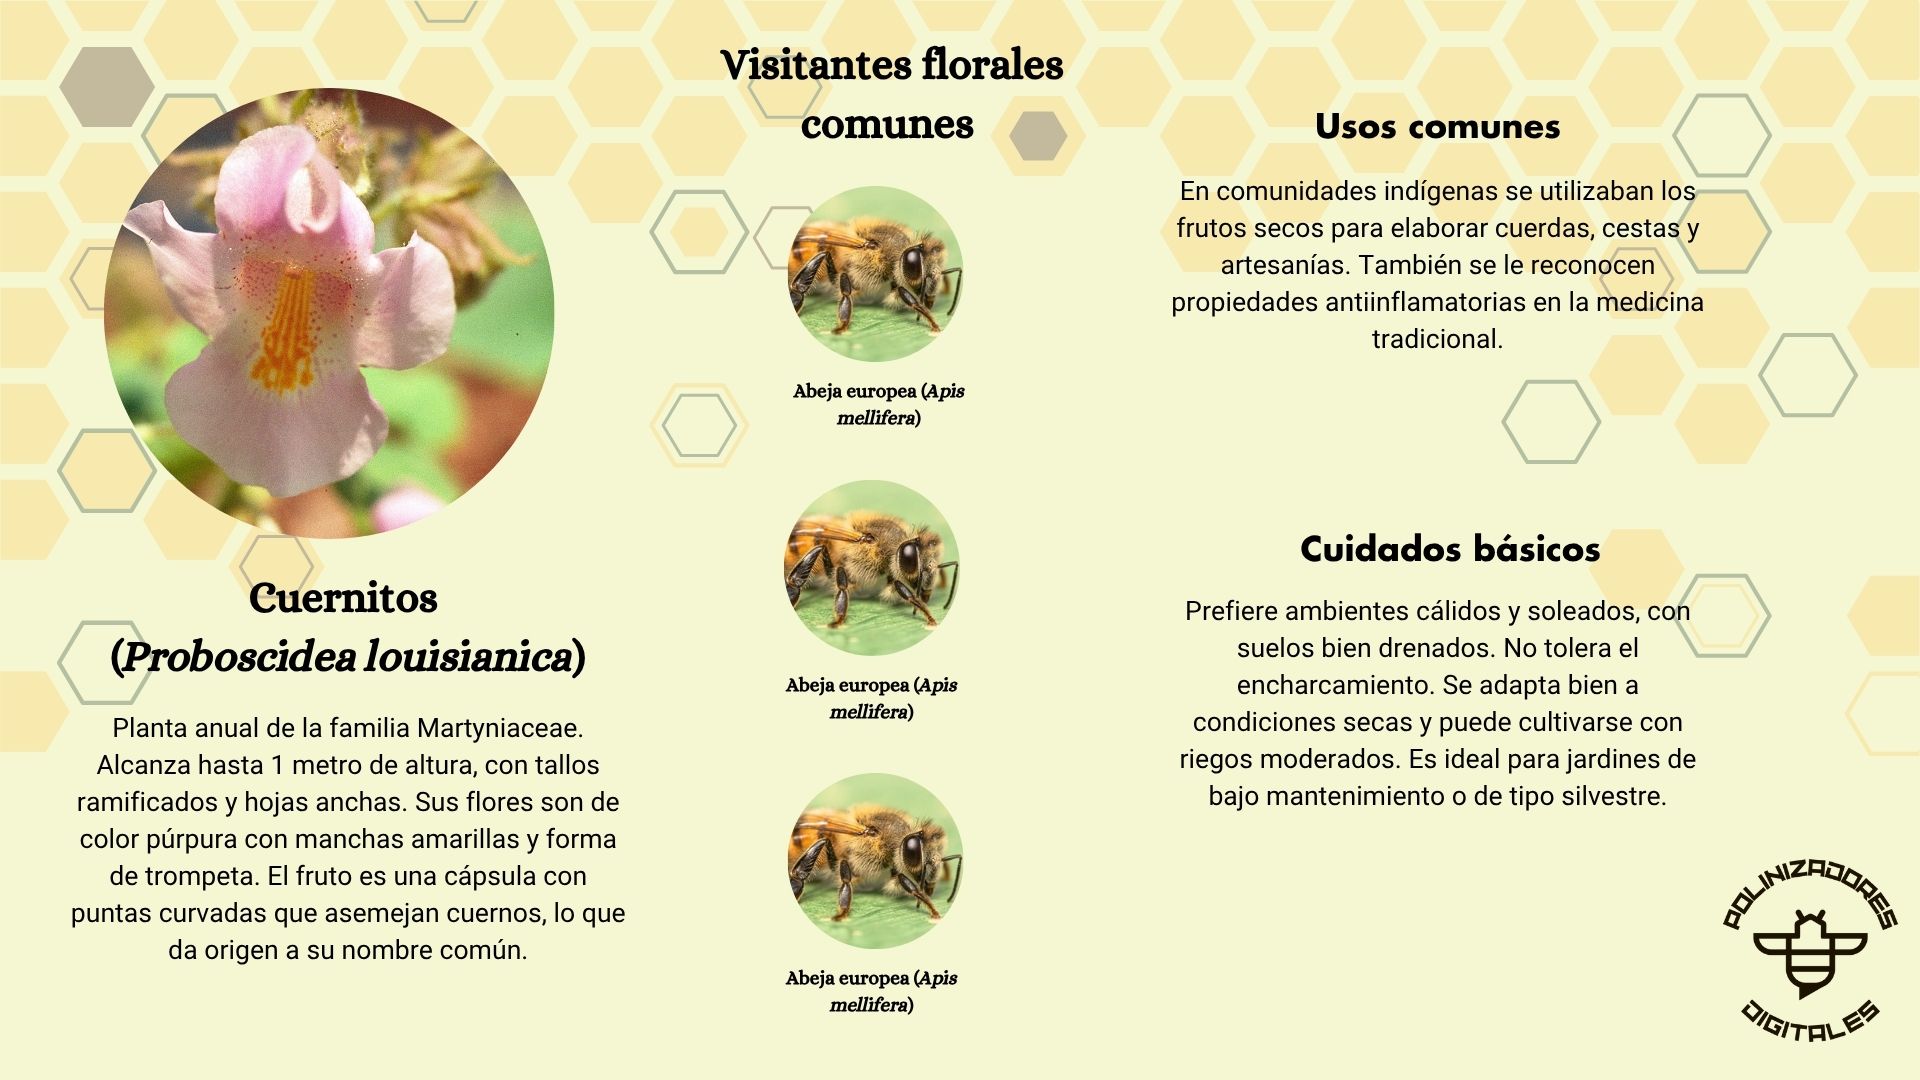 Cuernitos
(Proboscidea louisianica)
Planta anual de la familia Martyniaceae.
Alcanza hasta 1 metro de altura, con tallos
ramificados y hojas anchas. Sus flores son de
color púrpura con manchas amarillas y forma
de trompeta. El fruto es una cápsula con
puntas curvadas que asemejan cuernos, lo que
da origen a su nombre común.
Visitantes florales
comunes
Abeja europea (Apis
mellifera)
Abeja europea (Apis
mellifera)
Abeja europea (Apis
mellifera)
Usos comunes
En comunidades indígenas se utilizaban los
frutos secos para elaborar cuerdas, cestas y
artesanías. También se le reconocen
propiedades antiinflamatorias en la medicina
tradicional.
Cuidados básicos
Prefiere ambientes cálidos y soleados, con
suelos bien drenados. No tolera el
encharcamiento. Se adapta bien a
condiciones secas y puede cultivarse con
riegos moderados. Es ideal para jardines de
bajo mantenimiento o de tipo silvestre.
POLINIZADORES
DIGITALES